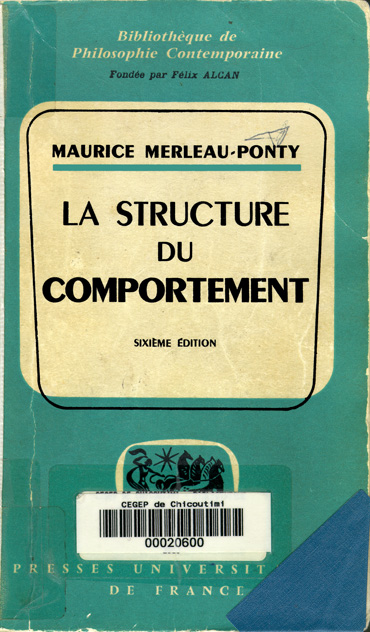 Bibliothèque de
Philosophie Contemporaine
Fondée par Félix ALCAN
MAURICE MERLEAU-PONTY
LA STRUCTURE
DU
COMPORTEMENT
SIXIÈME ÉDITION
CEGEP de Chicoutimi
00020600
PRESSES UNIVERSIT
DE FRANCE